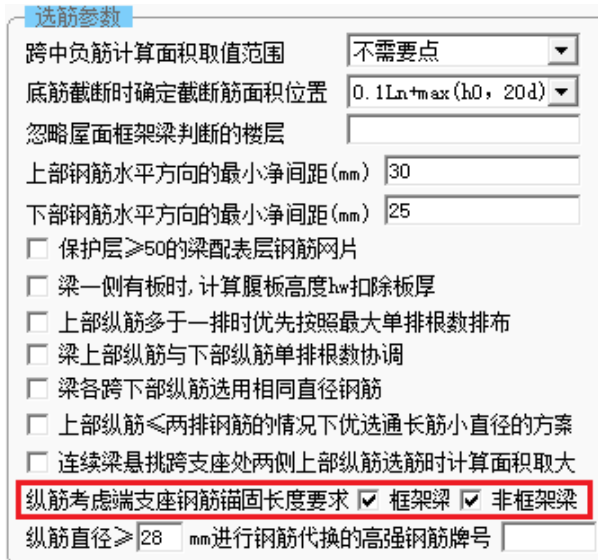 选筋参数
跨中负筋计算面积取值范围 不需要点
底筋截断时确定截断筋面积位置 0.1Ln+max(h0, 20d)
忽略屋面框架梁判断的楼层
上部钢筋水平方向的最小净间距(mm) 30
下部钢筋水平方向的最小净间距(mm) 25
保护层≥50的梁配表层钢筋网片
梁一侧有板时,计算腹板高度hw扣除板厚
上部纵筋多于一排时优先按照最大单排根数排布
梁上部纵筋与下部纵筋单排根数协调
梁各跨下部纵筋选用相同直径钢筋
上部纵筋≤两排钢筋的情况下优选通长筋小直径的方案
连续梁悬挑跨支座处两侧上部纵筋选筋时计算面积取大
纵筋考虑端支座钢筋锚固长度要求 框架梁 非框架梁
纵筋直径≥ 28 mm进行钢筋代换的高强钢筋牌号